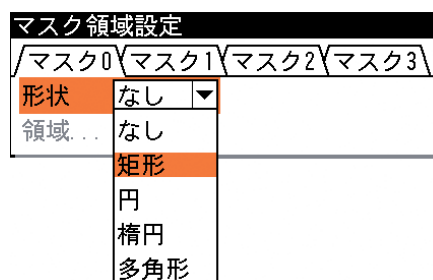 マスク領域設定
マスク0 マスク1 マスク2 マスク3
形状 なし
領域...
なし
矩形
円
楕円
多角形